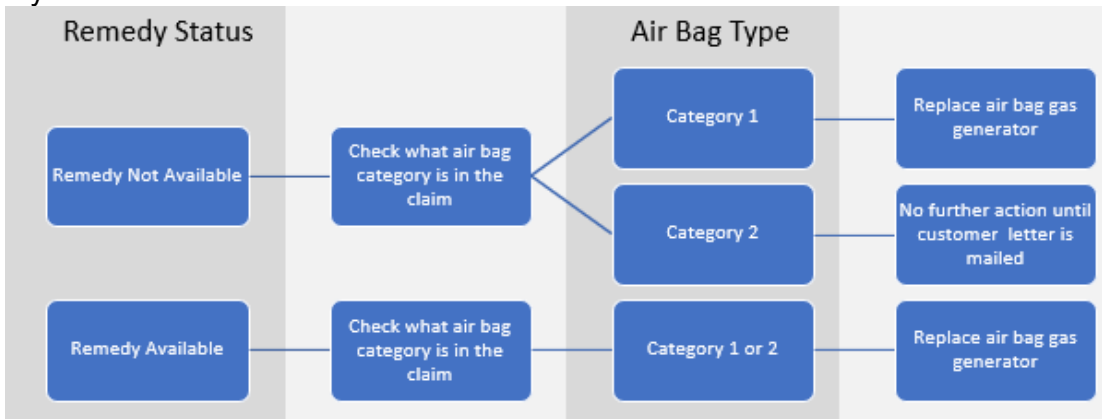 Remedy Status
Air Bag Type
Remedy Not Available
Check what air bag
category is in the
claim
Category 1
Replace air bag gas
generator
Category 2
No further action until
customer letter is
mailed
Remedy Available
Check what air bag
category is in the
claim
Category 1 or 2
Replace air bag gas
generator